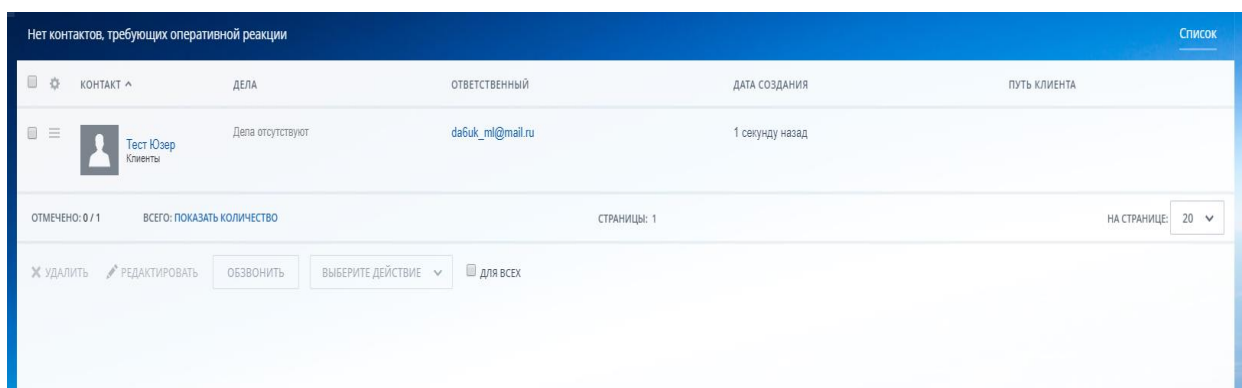 Нет контактов, требующих оперативной реакции
Список
КОНТАКТ ДЕЛА ОТВЕТСТВЕННЫЙ ДАТА СОЗДАНИЯ ПУТЬ КЛИЕНТА
Тест Юзер Дела отсутствуют da6uk_ml@mail.ru 1 секунду назад
Клиенты
ОТМЕЧЕНО: 0 / 1 ВСЕГО: ПОКАЗАТЬ КОЛИЧЕСТВО СТРАНИЦЫ: 1 НА СТРАНИЦЕ: 20
УДАЛИТЬ РЕДАКТИРОВАТЬ ОБЗВОНИТЬ ВЫБЕРИТЕ ДЕЙСТВИЕ ДЛЯ ВСЕХ